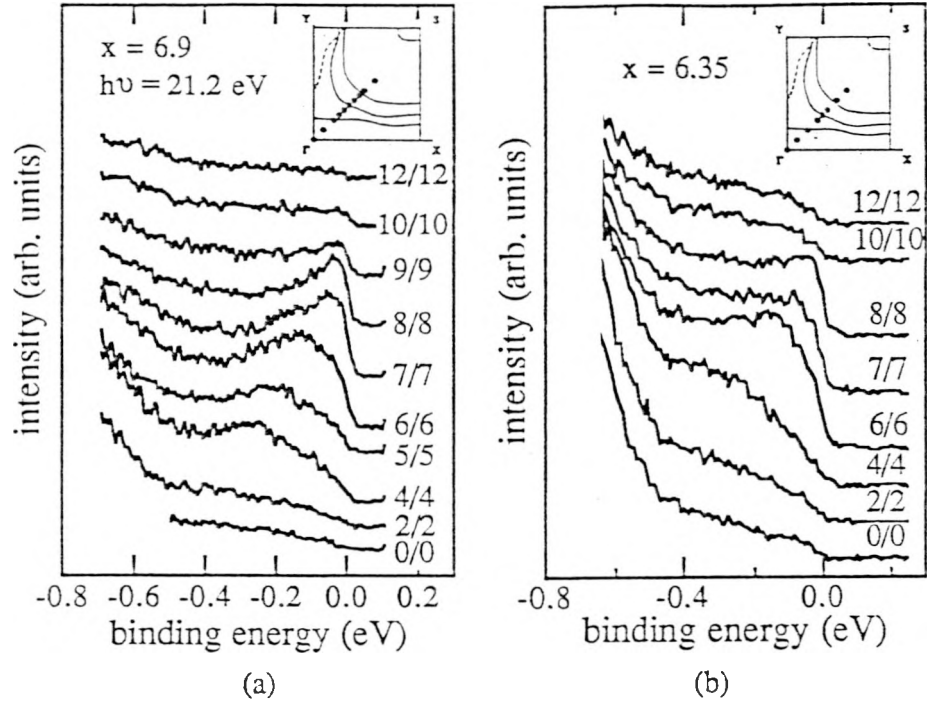 x = 6.9
hυ = 21.2 eV
Y
S
Γ
X
12/12
10/10
9/9
8/8
7/7
6/6
5/5
4/4
2/2
0/0
intensity (arb. units)
-0.8 -0.6 -0.4 -0.2 0.0 0.2
binding energy (eV)
(a)
x = 6.35
Y
S
Γ
X
12/12
10/10
8/8
7/7
6/6
4/4
2/2
0/0
intensity (arb. units)
-0.8 -0.4 0.0
binding energy (eV)
(b)